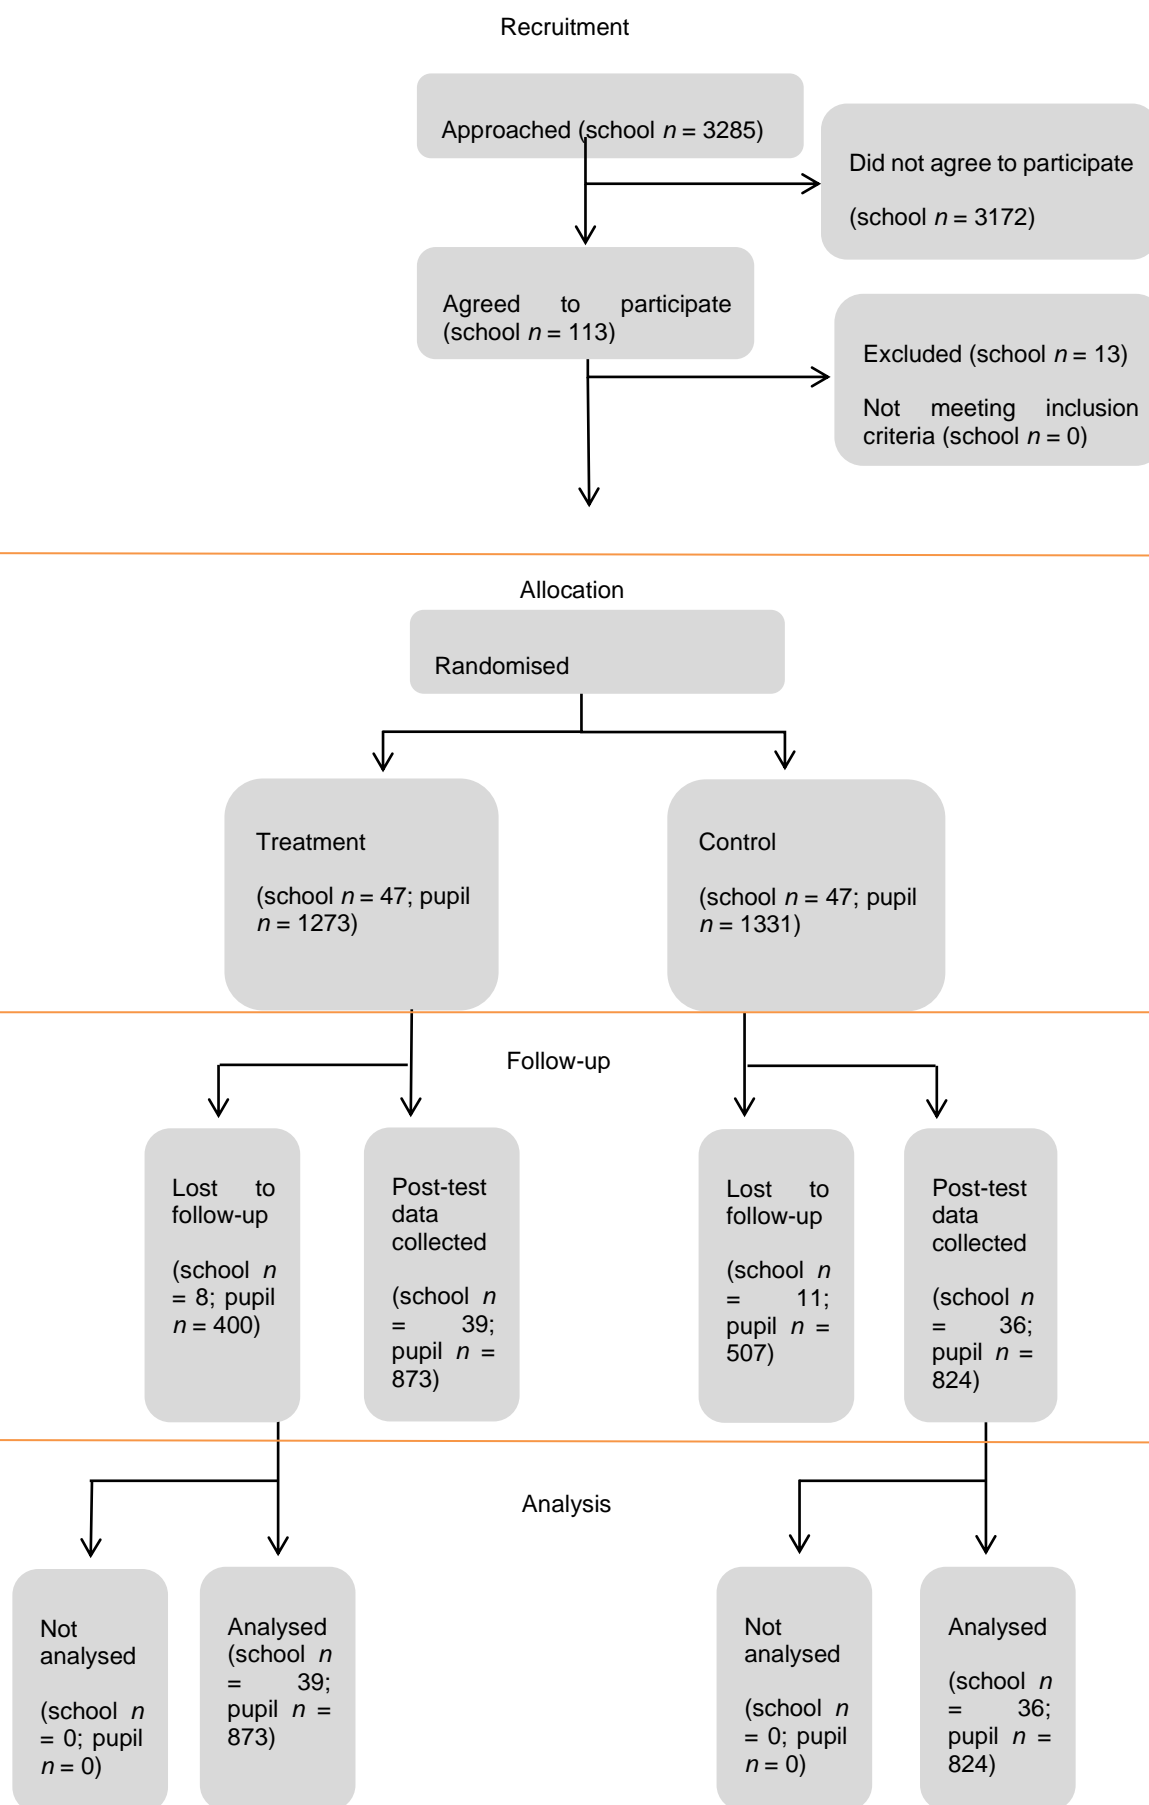 Recruitment
Approached (school n = 3285)
Did not agree to participate
(school n = 3172)
Agreed to participate
(school n = 113)
Excluded (school n = 13)
Not meeting inclusion
criteria (school n = 0)
Allocation
Randomised
Treatment
(school n = 47; pupil
n = 1273)
Control
(school n = 47; pupil
n = 1331)
Follow-up
Lost to
follow-up
(school n
= 8; pupil
n = 400)
Post-test
data
collected
(school n
= 39;
pupil n =
873)
Lost to
follow-up
(school n
= 11;
pupil n =
507)
Post-test
data
collected
(school n
= 36;
pupil n =
824)
Analysis
Not
analysed
(school n
= 0; pupil
n = 0)
Analysed
(school n
= 39;
pupil n =
873)
Not
analysed
(school n
= 0; pupil
n = 0)
Analysed
(school n
= 36;
pupil n =
824)